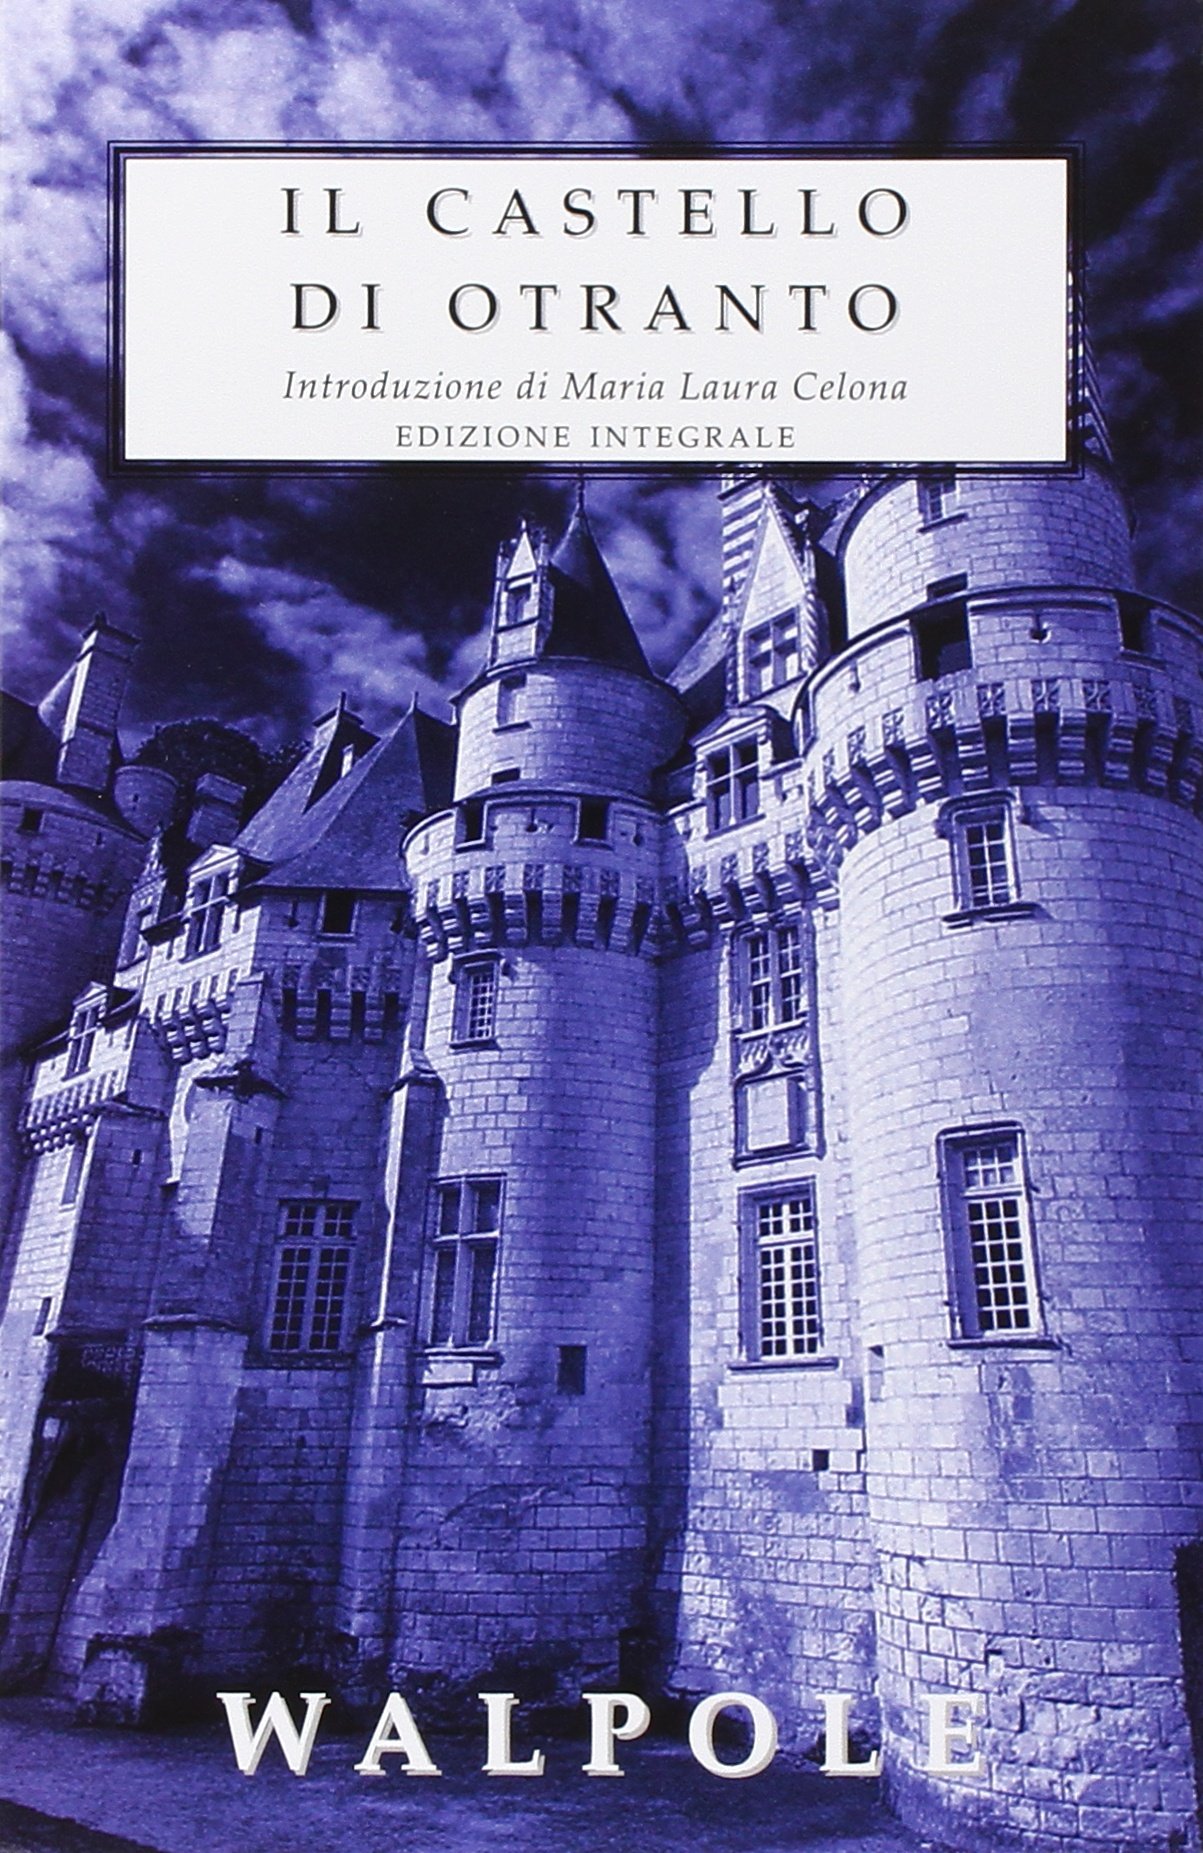 IL CASTELLO
DI OTRANTO
Introduzione di Maria Laura Celona
EDIZIONE INTEGRALE
WALPOLE